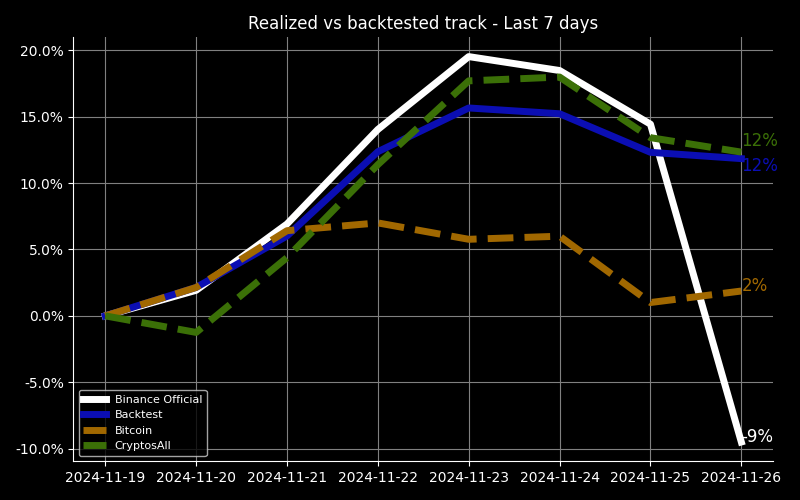 Realized vs backtested track - Last 7 days
20.0%
15.0%
10.0%
5.0%
0.0%
-5.0%
-10.0%
12%
12%
2%
-9%
Binance Official
Backtest
Bitcoin
CryptosAll
2024-11-19 2024-11-20 2024-11-21 2024-11-22 2024-11-23 2024-11-24 2024-11-25 2024-11-26